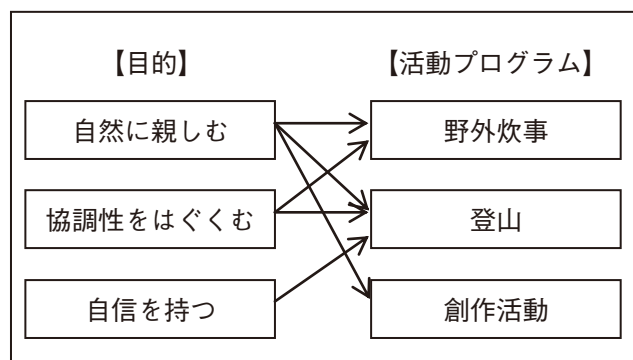 【目的】
【活動プログラム】
自然に親しむ
野外炊事
協調性をはぐくむ
登山
自信を持つ
創作活動